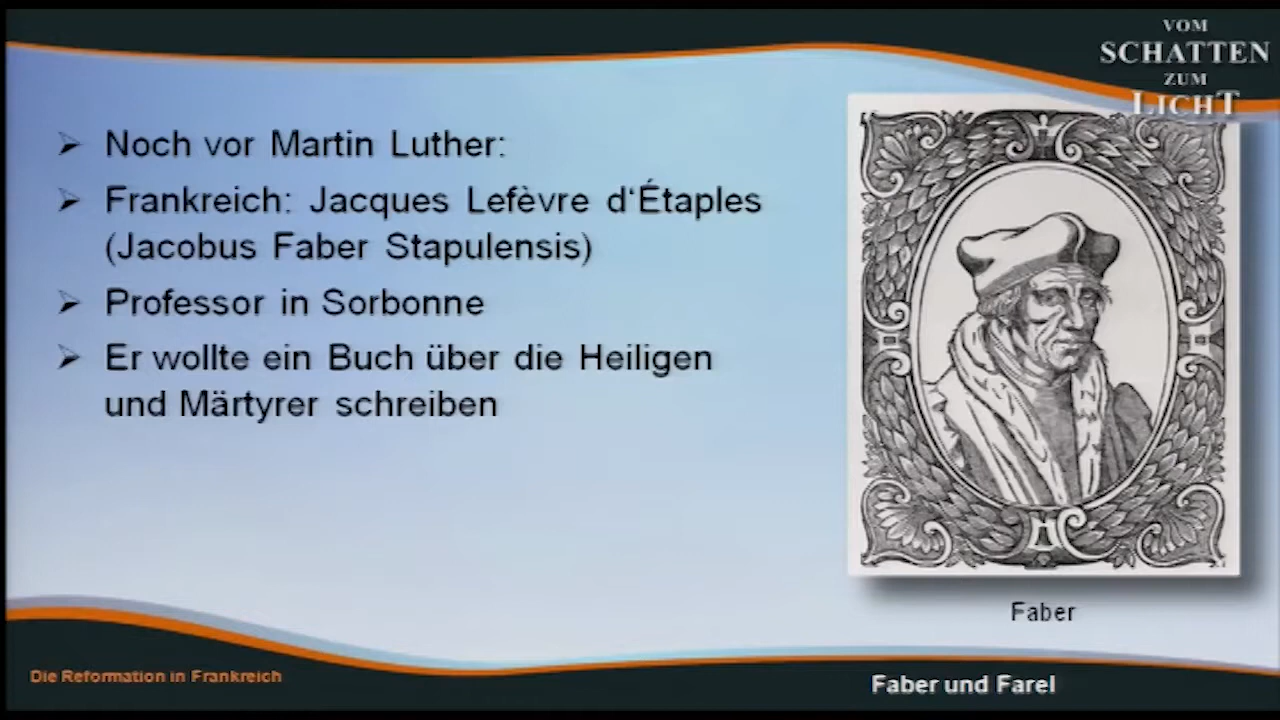 VOM
SCHATTEN
ZUM
LICHT
Noch vor Martin Luther:
Frankreich: Jacques Lefèvre d‘Étaples
(Jacobus Faber Stapulensis)
Professor in Sorbonne
Er wollte ein Buch über die Heiligen
und Märtyrer schreiben
Faber
Die Reformation in Frankreich
Faber und Farel